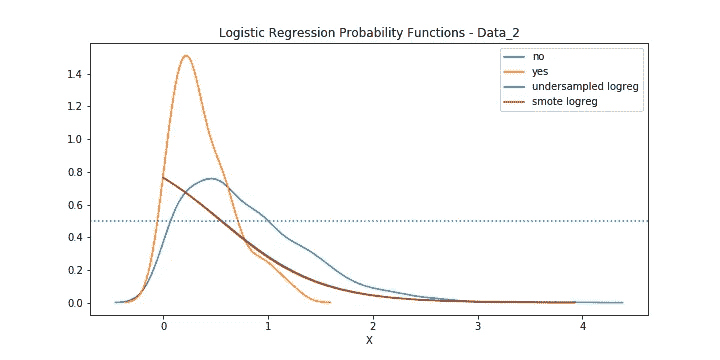 Logistic Regression Probability Functions - Data_2
no
yes
undersampled logreg
smote logreg
1.4
1.2
1.0
0.8
0.6
0.4
0.2
0.0
0 1 2 3 4
X